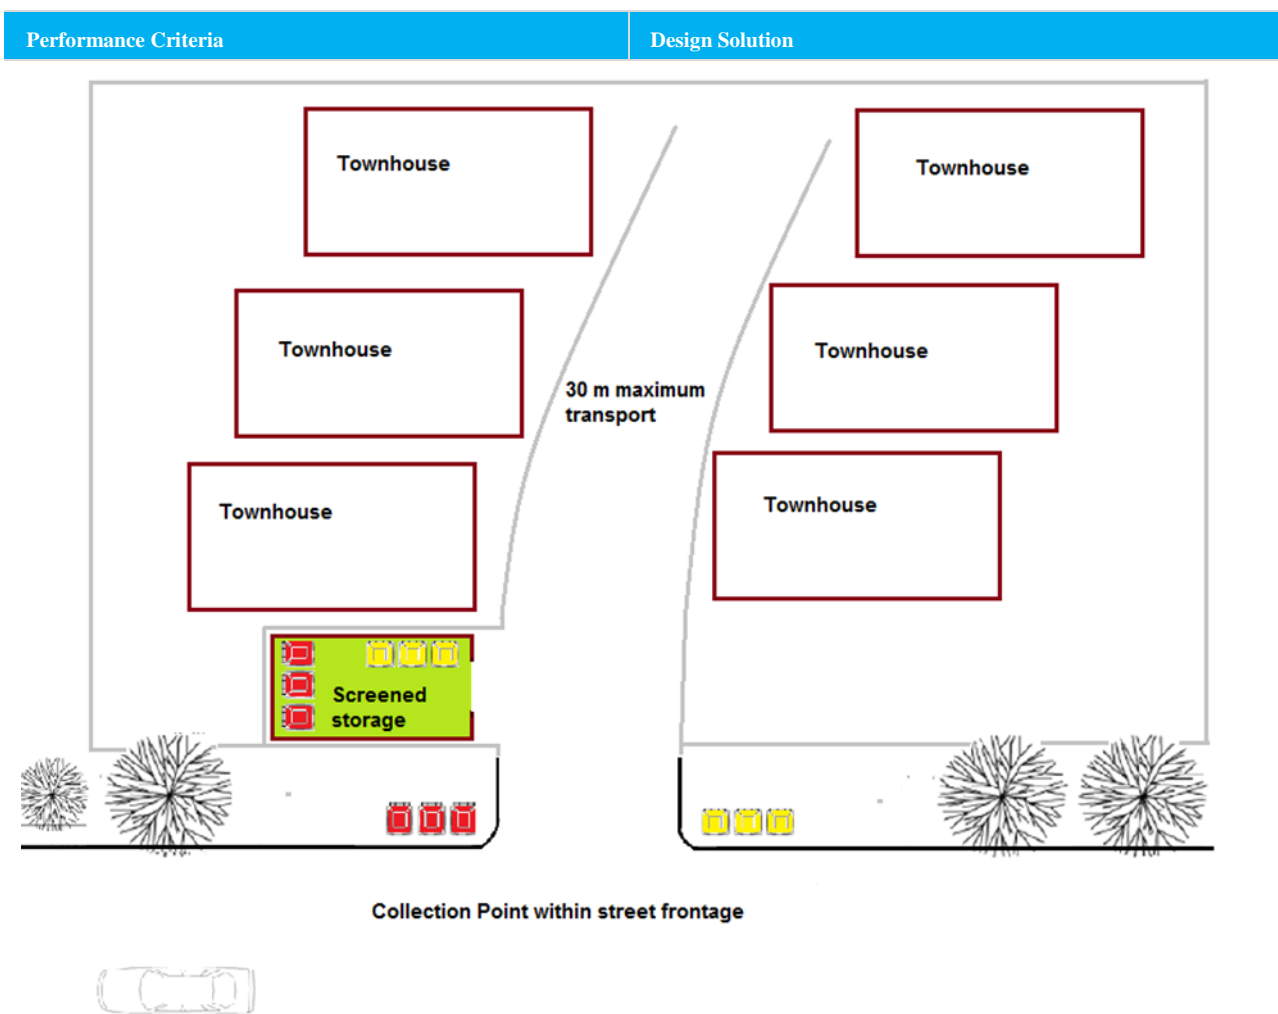 Performance Criteria
Design Solution
Townhouse
Townhouse
Townhouse
Townhouse
30 m maximum
transport
Townhouse
Townhouse
Screened
storage
Collection Point within street frontage